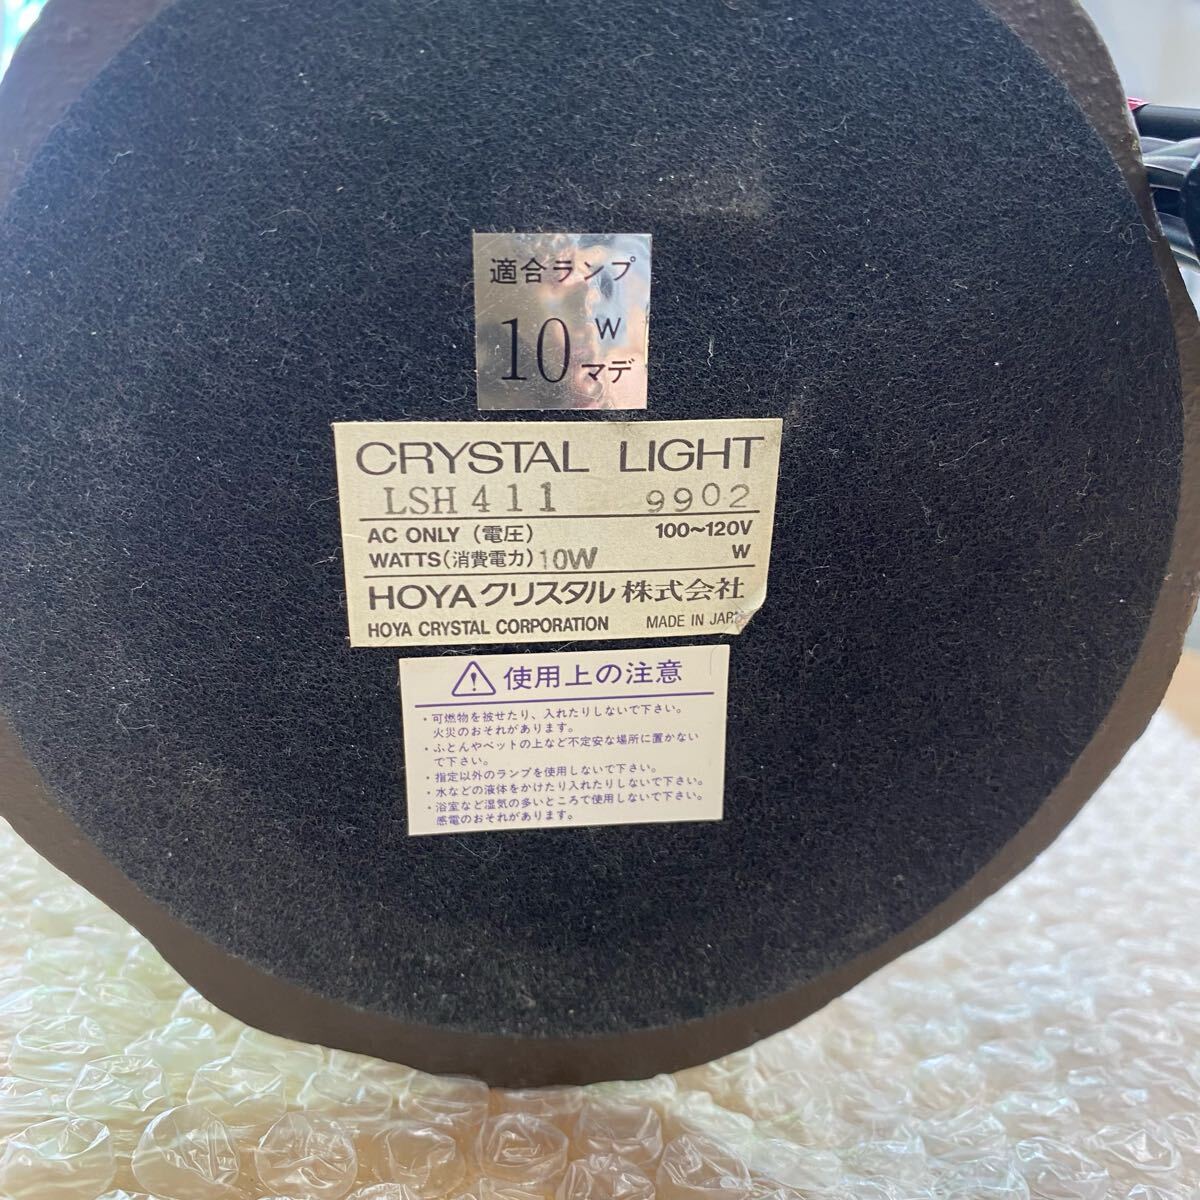 適合ランプ
10 W マデ
CRYSTAL LIGHT
LSH 411 9902
AC ONLY (電圧) 100~120V
WATTS (消費電力) 10W W
HOYAクリスタル株式会社
HOYA CRYSTAL CORPORATION MADE IN
⚠ 使用上の注意
・可燃物を被せたり、入れたりしないで下さい。
火災のおそれがあります。
・ふとんやベットの上など不定安な場所に置かない
で下さい。
・指定以外のランプを使用しないで下さい。
・水などの液体をかけたり入れたりしないで下さい。
・浴室など湿気の多いところで使用しないで下さい。
感電のおそれがあります。